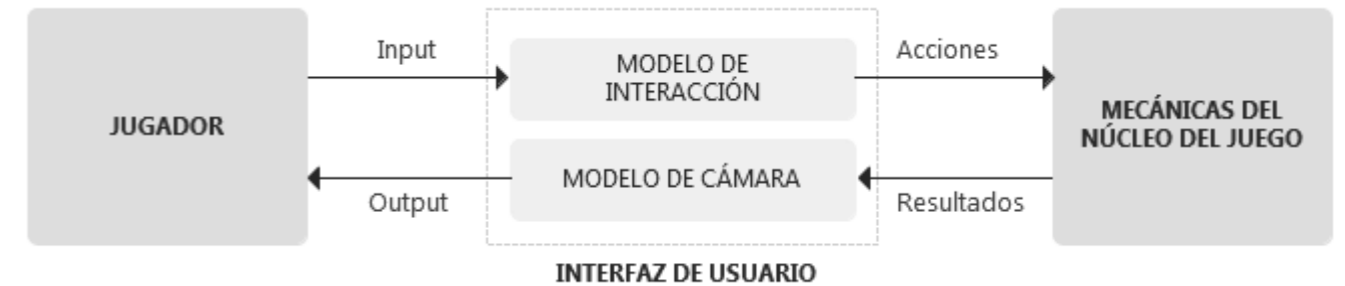 JUGADOR
Input
Output
MODELO DE
INTERACCIÓN
MODELO DE CÁMARA
INTERFAZ DE USUARIO
Acciones
Resultados
MECÁNICAS DEL
NÚCLEO DEL JUEGO